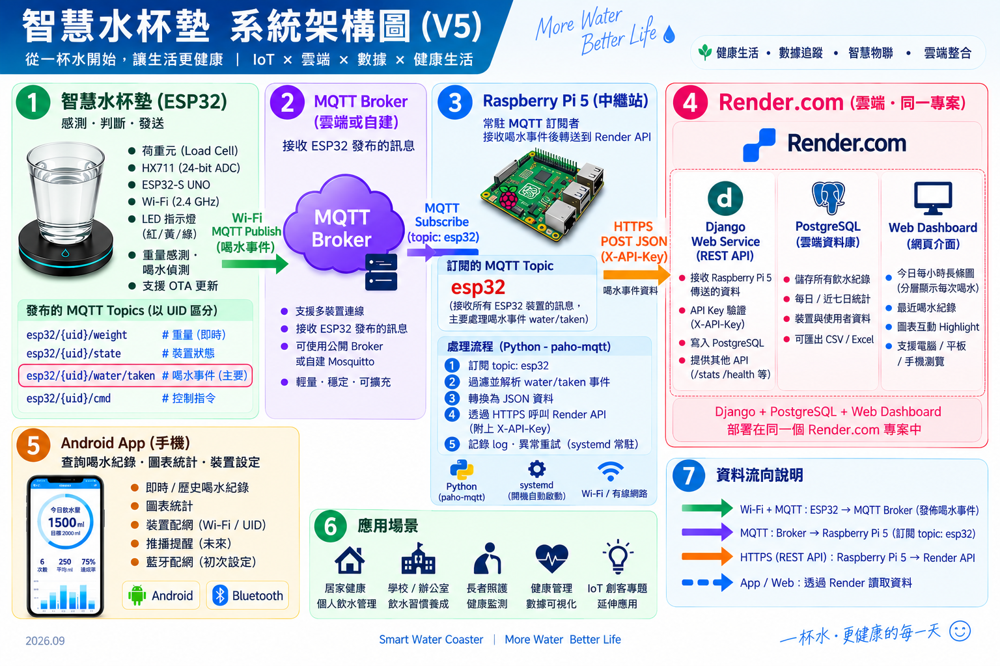 智慧水杯墊 系統架構圖 (V5)
從一杯水開始，讓生活更健康 | IoT × 雲端 × 數據 × 健康生活
More Water
Better Life
健康生活 • 數據追蹤 • 智慧物聯 • 雲端整合
1 智慧水杯墊 (ESP32)
感測・判斷・發送
荷重元 (Load Cell)
HX711 (24-bit ADC)
ESP32-S UNO
Wi-Fi (2.4 GHz)
LED 指示燈
(紅/黃/綠)
重量感測・
喝水偵測
支援 OTA 更新
發布的 MQTT Topics (以 UID 區分)
esp32/{uid}/weight # 重量 (即時)
esp32/{uid}/state # 裝置狀態
esp32/{uid}/water/taken # 喝水事件 (主要)
esp32/{uid}/cmd # 控制指令
Wi-Fi
MQTT Publish
(喝水事件)
2 MQTT Broker
(雲端或自建)
接收 ESP32 發布的訊息
MQTT
Broker
支援多裝置連線
接收 ESP32 發布的訊息
可使用公開 Broker
或自建 Mosquitto
輕量・穩定・可擴充
MQTT
Subscribe
(topic: esp32)
3 Raspberry Pi 5 (中繼站)
常駐 MQTT 訂閱者
接收喝水事件後轉送到 Render API
訂閱的 MQTT Topic
esp32
(接收所有 ESP32 裝置的訊息，
主要處理喝水事件 water/taken)
處理流程 (Python - paho-mqtt)
1 訂閱 topic: esp32
2 過濾並解析 water/taken 事件
3 轉換為 JSON 資料
4 透過 HTTPS 呼叫 Render API
(附上 X-API-Key)
5 記錄 log・異常重試 (systemd 常駐)
Python
(paho-mqtt)
systemd
(開機自動啟動)
Wi-Fi / 有線網路
HTTPS
POST JSON
(X-API-Key)
喝水事件資料
4 Render.com (雲端・同一專案)
Render.com
d
Django
Web Service
(REST API)
接收 Raspberry Pi 5
傳送的資料
API Key 驗證
(X-API-Key)
寫入 PostgreSQL
提供其他 API
(/stats /health 等)
PostgreSQL
(雲端資料庫)
儲存所有飲水紀錄
每日 / 近七日統計
裝置與使用者資料
可匯出 CSV / Excel
Web Dashboard
(網頁介面)
今日每小時長條圖
(分層顯示每次喝水)
最近喝水紀錄
圖表互動 Highlight
支援電腦 / 平板
/ 手機瀏覽
Django + PostgreSQL + Web Dashboard
部署在同一個 Render.com 專案中
5 Android App (手機)
查詢喝水紀錄・圖表統計・裝置設定
今日飲水量
1500 ml
目標 2000 ml
6 250 75%
次數 平均 ml 達成率
即時 / 歷史喝水紀錄
圖表統計
裝置配網 (Wi-Fi / UID)
推播提醒 (未來)
藍牙配網 (初次設定)
Android
Bluetooth
6 應用場景
居家健康
個人飲水管理
學校 / 辦公室
飲水習慣養成
長者照護
健康監測
健康管理
數據可視化
IoT 創客專題
延伸應用
7 資料流向說明
Wi-Fi + MQTT : ESP32 → MQTT Broker (發佈喝水事件)
MQTT : Broker → Raspberry Pi 5 (訂閱 topic: esp32)
HTTPS (REST API) : Raspberry Pi 5 → Render API
App / Web : 透過 Render 讀取資料
2026.09
Smart Water Coaster | More Water Better Life
一杯水・更健康的每一天